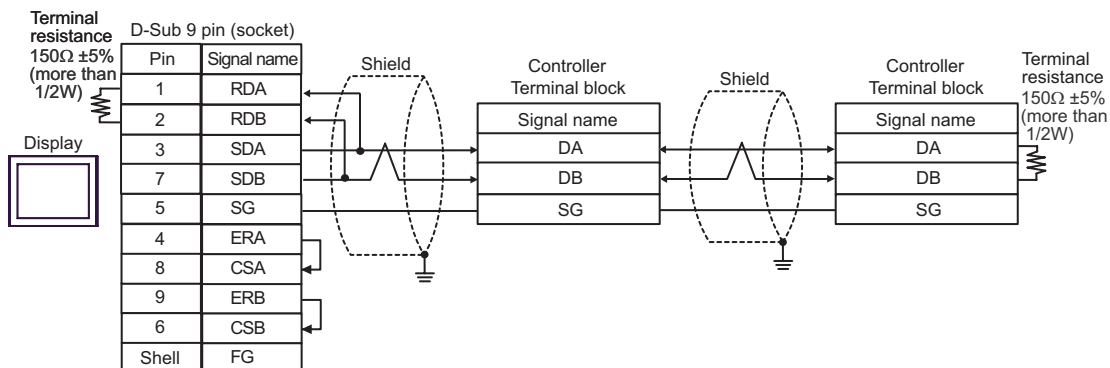 Terminal
resistance
150Ω ±5%
(more than
1/2W)
D-Sub 9 pin (socket)
Pin Signal name
1 RDA
2 RDB
3 SDA
7 SDB
5 SG
4 ERA
8 CSA
9 ERB
6 CSB
Shell FG
Display
Shield
Controller
Terminal block
Signal name
DA
DB
SG
Shield
Controller
Terminal block
Signal name
DA
DB
SG
Terminal
resistance
150Ω ±5%
(more than
1/2W)